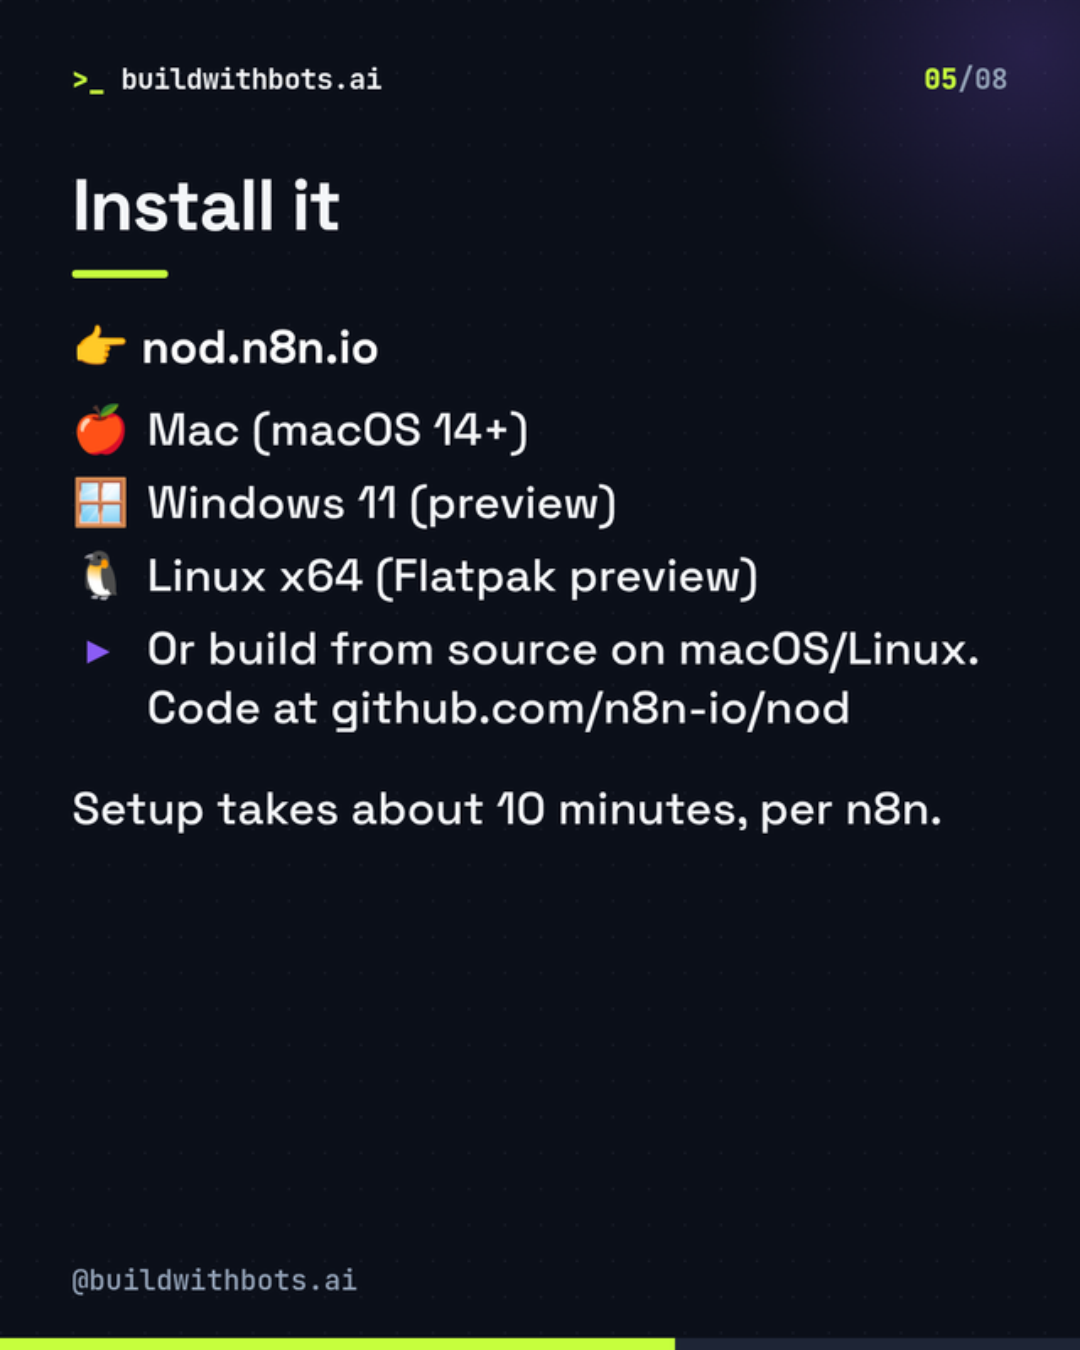 >_ buildwithbots.ai
05/08
Install it
👉 nod.n8n.io
🍎 Mac (macOS 14+)
🪟 Windows 11 (preview)
🐧 Linux x64 (Flatpak preview)
▶ Or build from source on macOS/Linux.
Code at github.com/n8n-io/nod
Setup takes about 10 minutes, per n8n.
@buildwithbots.ai